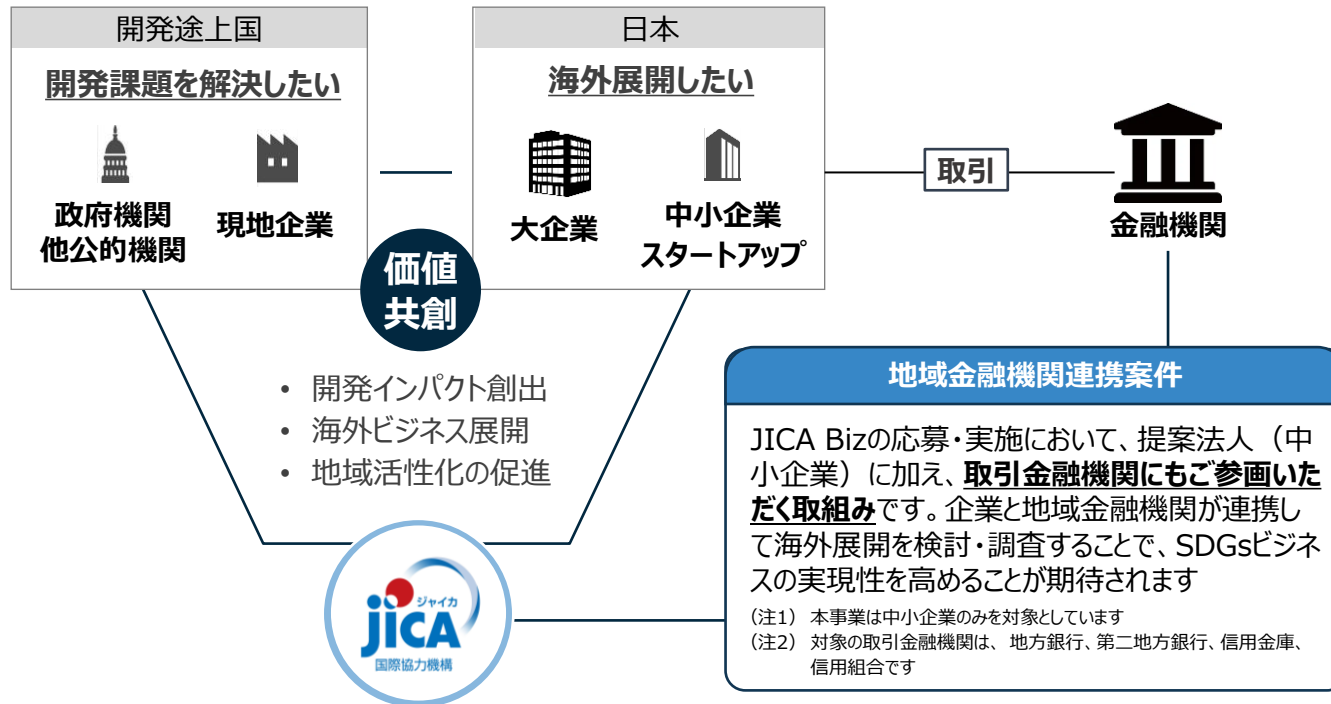 開発途上国
開発課題を解決したい
政府機関
他公的機関
現地企業
日本
海外展開したい
大企業
中小企業
スタートアップ
取引
金融機関
価値
共創
• 開発インパクト創出
• 海外ビジネス展開
• 地域活性化の促進
ジャイカ
JICA
国際協力機構
地域金融機関連携案件
JICA Bizの応募・実施において、提案法人（中
小企業）に加え、取引金融機関にもご参画いた
だく取組みです。企業と地域金融機関が連携し
て海外展開を検討・調査することで、SDGsビジネ
スの実現性を高めることが期待されます
（注1） 本事業は中小企業のみを対象としています
（注2） 対象の取引金融機関は、 地方銀行、第二地方銀行、信用金庫、
信用組合です